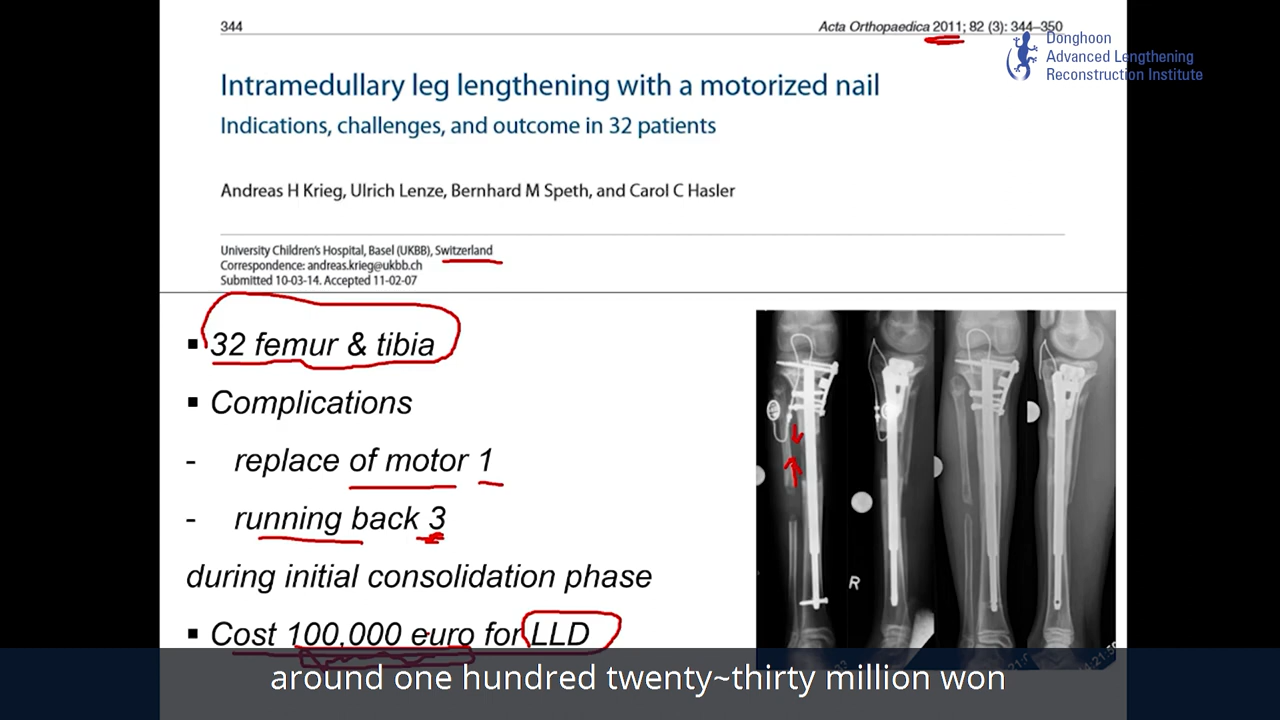 344
Acta Orthopaedica 2011; 82 (3): 344–350
Donghoon
Advanced Lengthening
Reconstruction Institute
Intramedullary leg lengthening with a motorized nail
Indications, challenges, and outcome in 32 patients
Andreas H Krieg, Ulrich Lenze, Bernhard M Speth, and Carol C Hasler
University Children's Hospital, Basel (UKBB), Switzerland
Correspondence: andreas.krieg@ukbb.ch
Submitted 10-03-14. Accepted 11-02-07
▪ 32 femur & tibia
▪ Complications
- replace of motor 1
- running back 3
during initial consolidation phase
▪ Cost 100,000 euro for LLD
R
around one hundred twenty~thirty million won